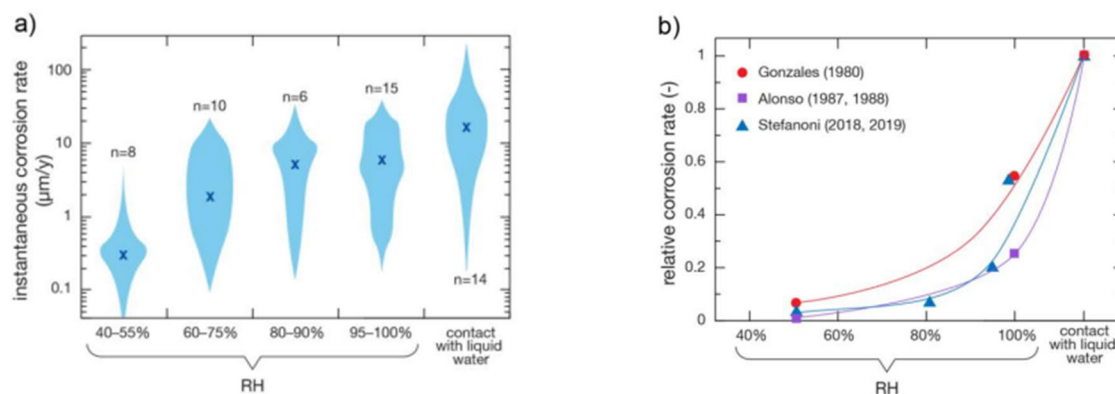 a)
instantaneous corrosion rate
(µm/y)
100
10
1
0.1
n=8
n=10
n=6
n=15
n=14
x
x
x
x
x
40–55%
60–75%
80–90%
95–100%
contact
with liquid
water
RH
b)
relative corrosion rate (-)
1
0.8
0.6
0.4
0.2
0
Gonzales (1980)
Alonso (1987, 1988)
Stefanoni (2018, 2019)
40%
60%
80%
100%
contact
with liquid
water
RH